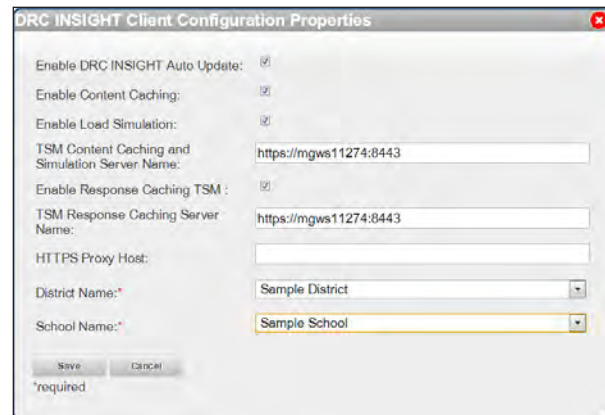 DRC INSIGHT Client Configuration Properties
Enable DRC INSIGHT Auto Update:
Enable Content Caching:
Enable Load Simulation:
TSM Content Caching and
Simulation Server Name:
https://mgws11274:8443
Enable Response Caching TSM :
TSM Response Caching Server
Name:
https://mgws11274:8443
HTTPS Proxy Host:
District Name:*
Sample District
School Name:*
Sample School
Save Cancel
*required